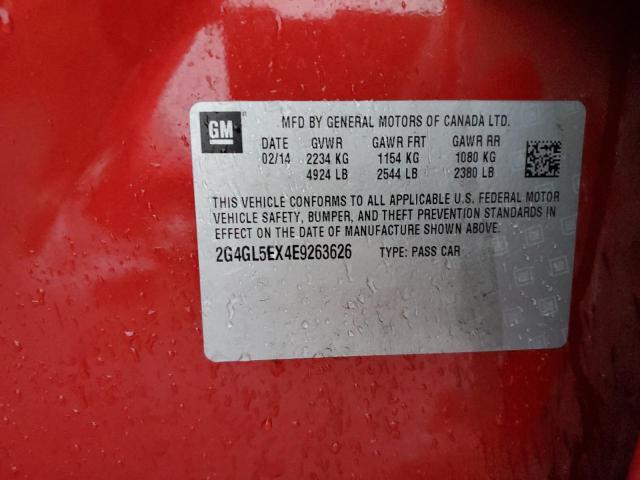 GM
MFD BY GENERAL MOTORS OF CANADA LTD.
DATE GVWR GAWR FRT GAWR RR
02/14 2234 KG 1154 KG 1080 KG
4924 LB 2544 LB 2380 LB
THIS VEHICLE CONFORMS TO ALL APPLICABLE U.S. FEDERAL MOTOR
VEHICLE SAFETY, BUMPER, AND THEFT PREVENTION STANDARDS IN
EFFECT ON THE DATE OF MANUFACTURE SHOWN ABOVE.
2G4GL5EX4E9263626 TYPE: PASS CAR